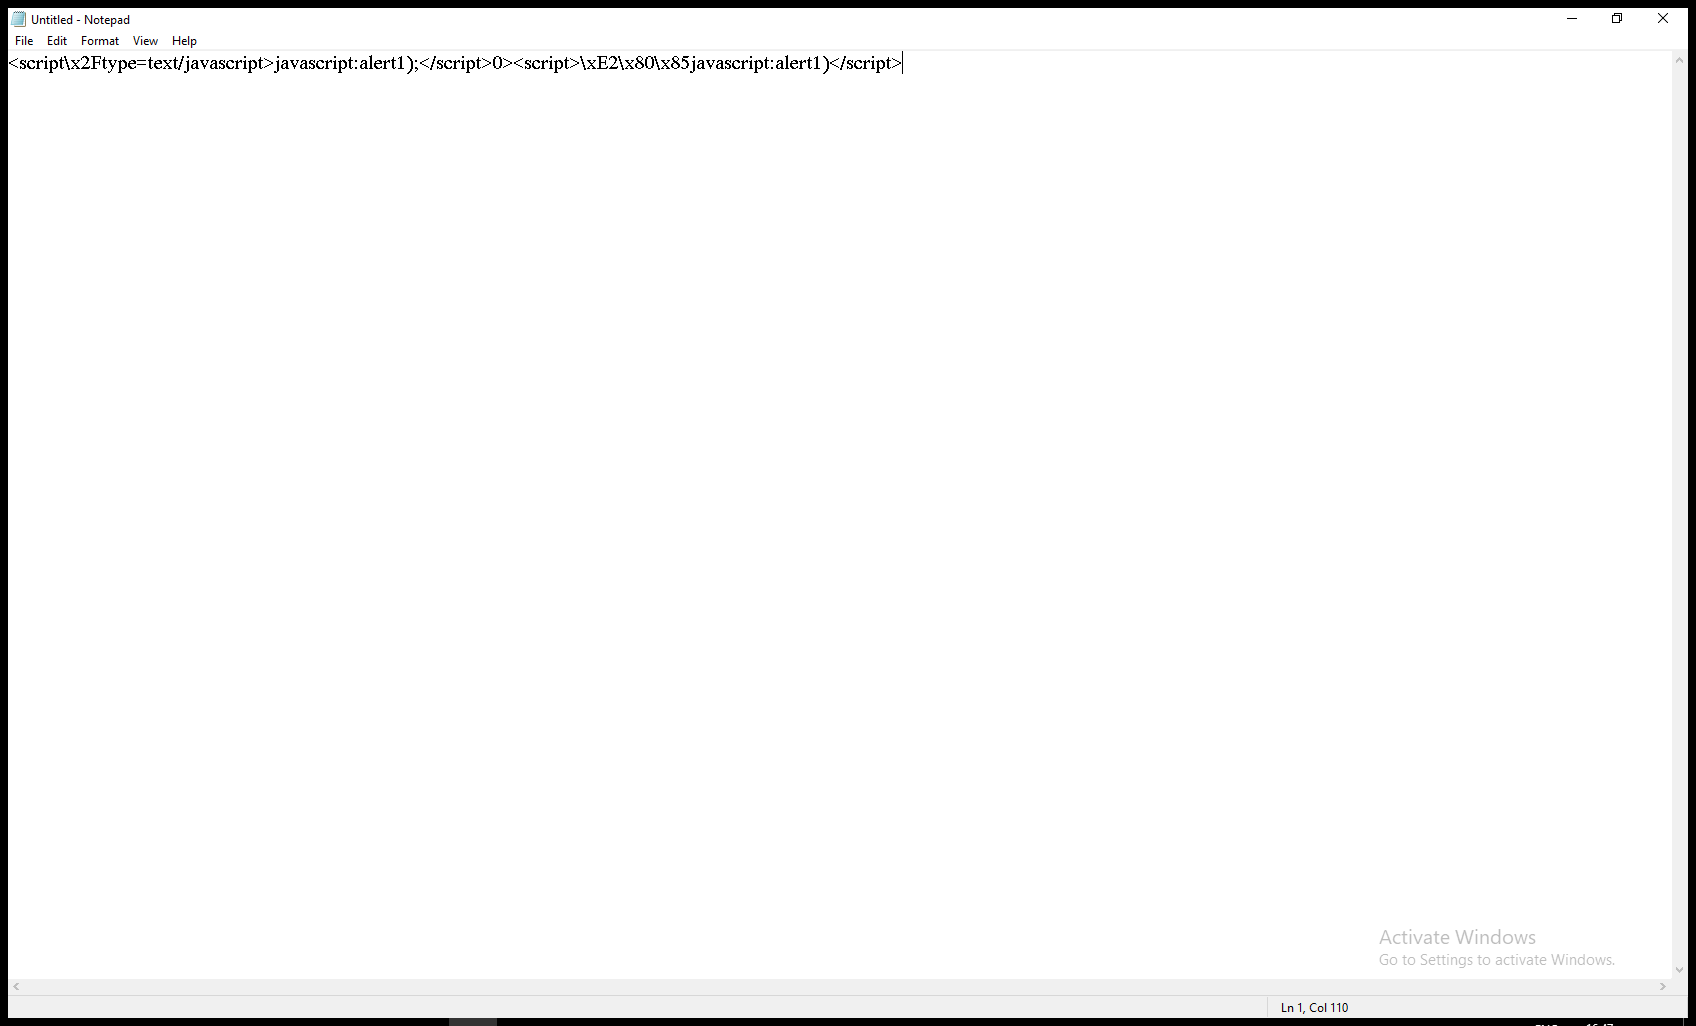 Untitled - Notepad
File Edit Format View Help
<script\x2Ftype=text/javascript>javascript:alert1);</script>0><script>\xE2\x80\x85javascript:alert1)</script>
Activate Windows
Go to Settings to activate Windows.
Ln 1, Col 110